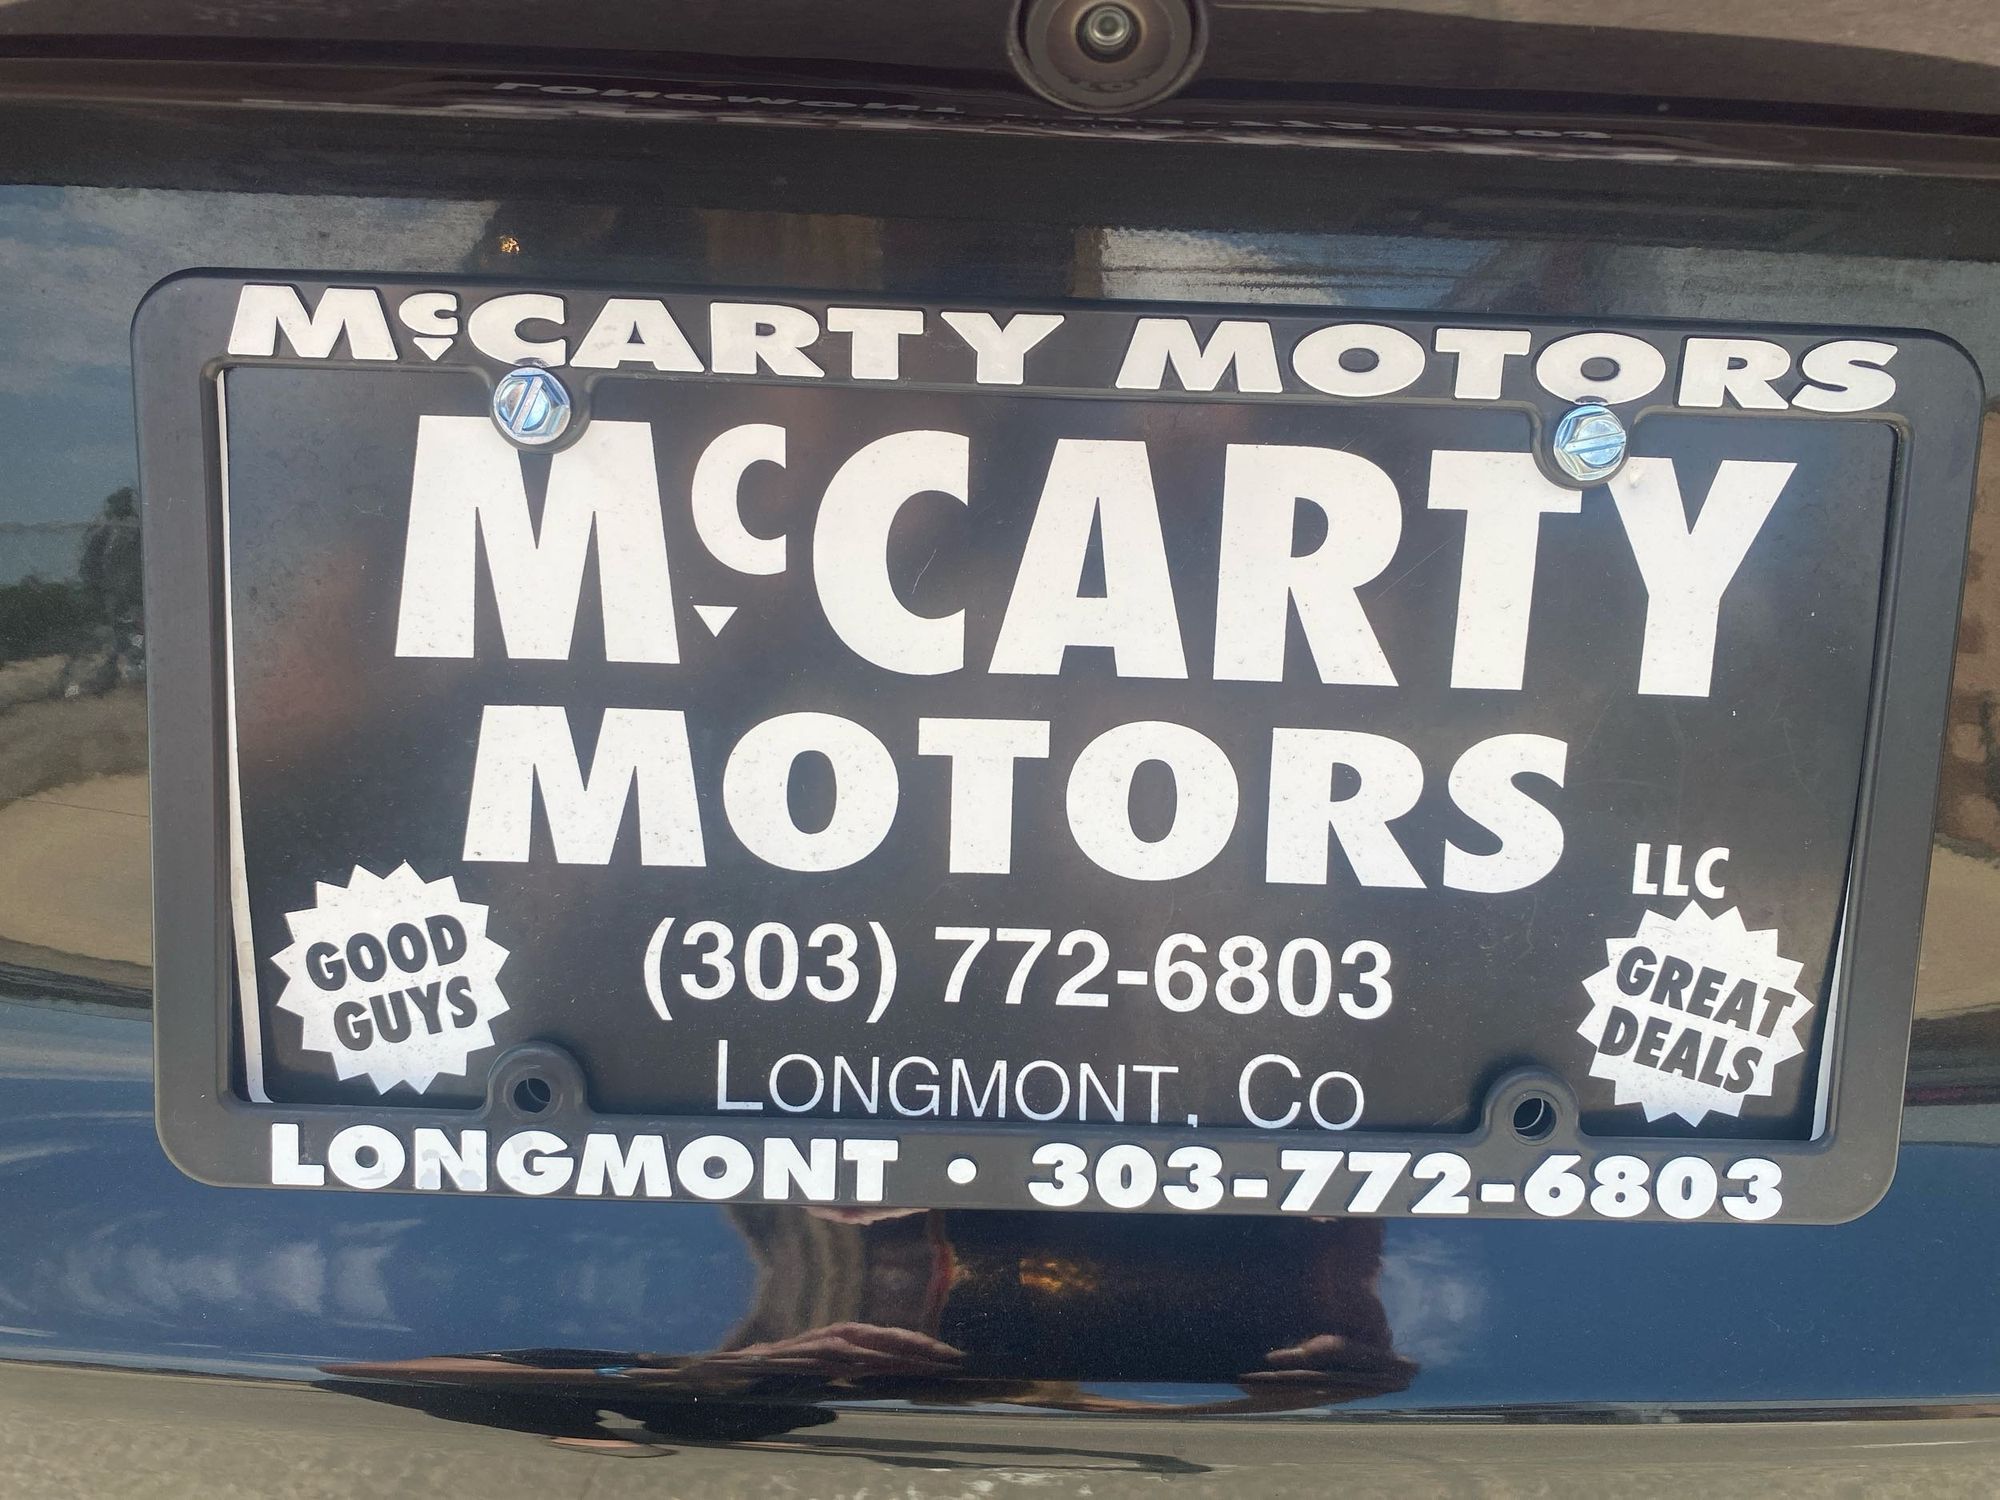 McCARTY MOTORS
McCARTY
MOTORS
LLC
GOOD
GUYS
(303) 772-6803
GREAT
DEALS
LONGMONT, CO
LONGMONT • 303-772-6803